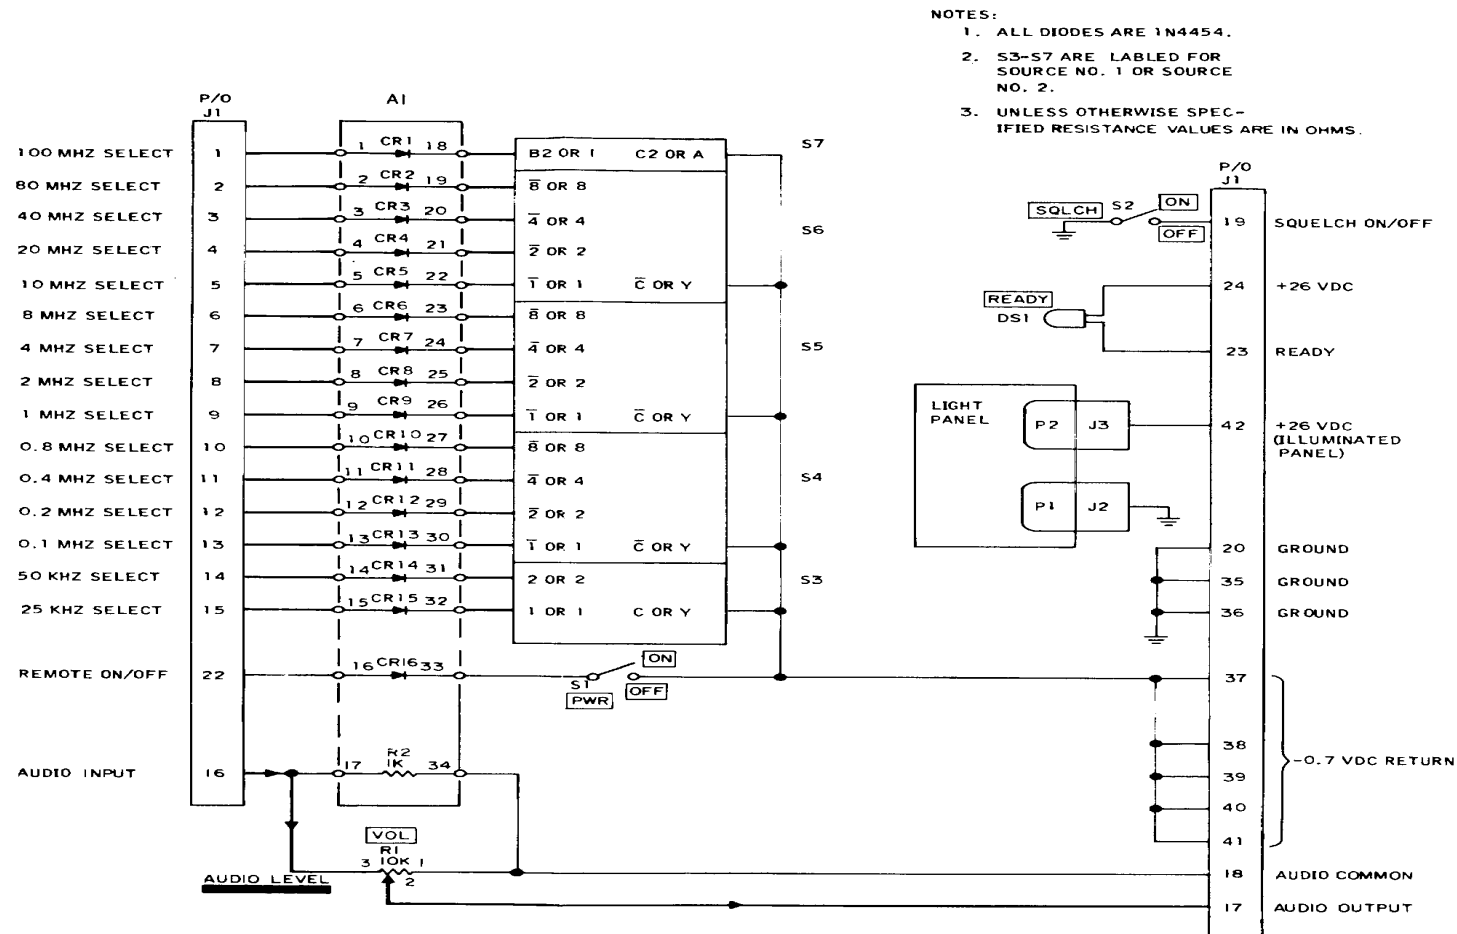 NOTES:
1. ALL DIODES ARE 1N4454.
2. S3-S7 ARE LABLED FOR
SOURCE NO. 1 OR SOURCE
NO. 2.
3. UNLESS OTHERWISE SPEC-
IFIED RESISTANCE VALUES ARE IN OHMS.
P/O
J1
A1
100 MHZ SELECT 1 1 CR1 18 B2 OR 1 C2 OR A S7
80 MHZ SELECT 2 2 CR2 19 8̅ OR 8
40 MHZ SELECT 3 3 CR3 20 4̅ OR 4
S6
20 MHZ SELECT 4 4 CR4 21 2̅ OR 2
10 MHZ SELECT 5 5 CR5 22 1̅ OR 1 C̅ OR Y
8 MHZ SELECT 6 6 CR6 23 8̅ OR 8
4 MHZ SELECT 7 7 CR7 24 4̅ OR 4 S5
2 MHZ SELECT 8 8 CR8 25 2̅ OR 2
1 MHZ SELECT 9 9 CR9 26 1̅ OR 1 C̅ OR Y
0.8 MHZ SELECT 10 10 CR10 27 8̅ OR 8
0.4 MHZ SELECT 11 11 CR11 28 4̅ OR 4 S4
0.2 MHZ SELECT 12 12 CR12 29 2̅ OR 2
0.1 MHZ SELECT 13 13 CR13 30 1̅ OR 1 C̅ OR Y
50 KHZ SELECT 14 14 CR14 31 2 OR 2 S3
25 KHZ SELECT 15 15 CR15 32 1 OR 1 C OR Y
REMOTE ON/OFF 22 16 CR16 33
S1
PWR
ON
OFF
AUDIO INPUT 16 17 R2 34
1K
VOL
R1
3 10K 1
2
AUDIO LEVEL
P/O
J1
SQLCH S2 ON
OFF
19 SQUELCH ON/OFF
24 +26 VDC
READY
DS1
23 READY
LIGHT
PANEL
P2 J3
42 +26 VDC
(ILLUMINATED
PANEL)
P1 J2
20 GROUND
35 GROUND
36 GROUND
37
38
-0.7 VDC RETURN
39
40
41
18 AUDIO COMMON
17 AUDIO OUTPUT